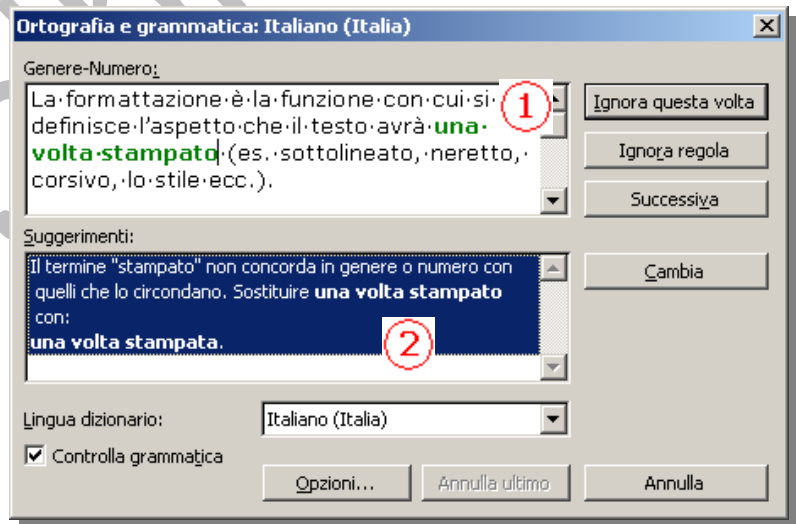 Ortografia e grammatica: Italiano (Italia)
Genere-Numero:
La·formattazione·è·la·funzione·con·cui·si·
1
definisce·l'aspetto·che·il·testo·avrà·una·
volta·stampato·(es.·sottolineato,·neretto,·
corsivo,·lo·stile·ecc.).
Ignora questa volta
Ignora regola
Successiva
Suggerimenti:
Il termine "stampato" non concorda in genere o numero con
quelli che lo circondano. Sostituire una volta stampato
con:
una volta stampata.
2
Cambia
Lingua dizionario:
Italiano (Italia)
Controlla grammatica
Opzioni...
Annulla ultimo
Annulla